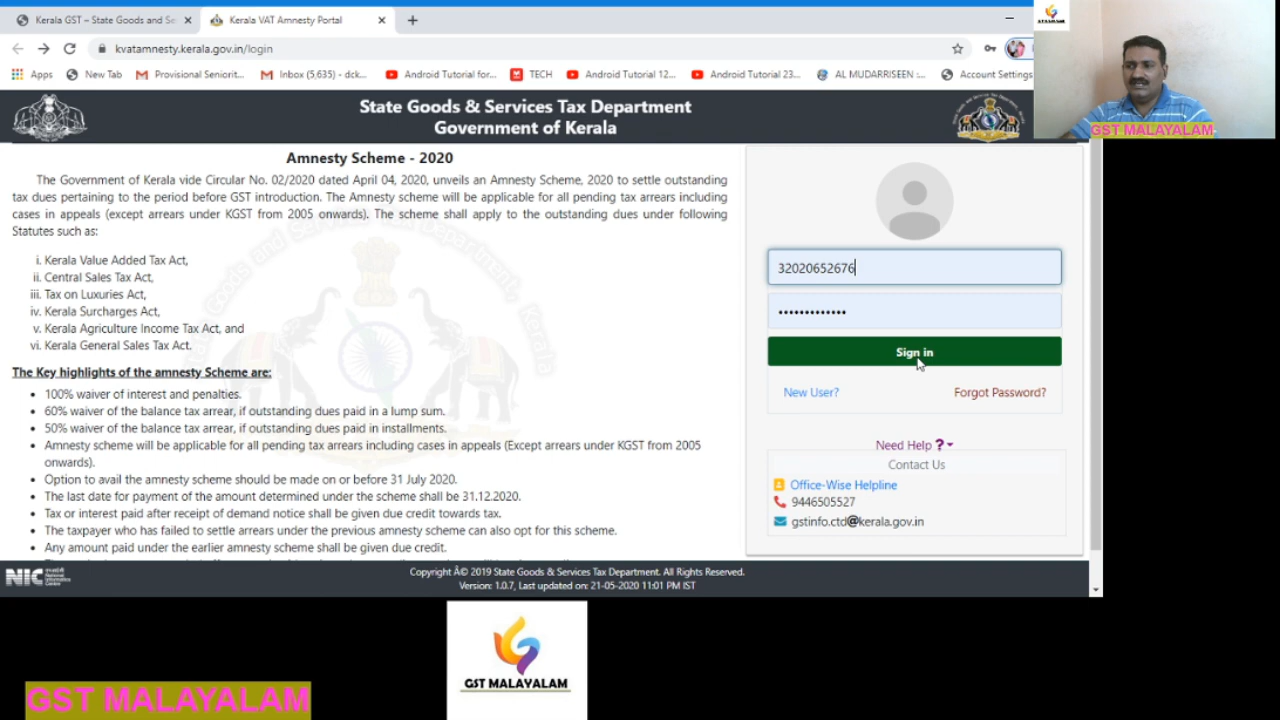 Kerala GST – State Goods and Se
Kerala VAT Amnesty Portal
kvatamnesty.kerala.gov.in/login
Apps
New Tab
Provisional Seniorit...
Inbox (5,635) - dck...
Android Tutorial for...
TECH
Android Tutorial 12...
Android Tutorial 23...
AL MUDARRISEEN :...
Account Settings
GST MALAYALAM
State Goods & Services Tax Department
Government of Kerala
Amnesty Scheme - 2020
The Government of Kerala vide Circular No. 02/2020 dated April 04, 2020, unveils an Amnesty Scheme, 2020 to settle outstanding
tax dues pertaining to the period before GST introduction. The Amnesty scheme will be applicable for all pending tax arrears including
cases in appeals (except arrears under KGST from 2005 onwards). The scheme shall apply to the outstanding dues under following
Statutes such as:
i. Kerala Value Added Tax Act,
ii. Central Sales Tax Act,
iii. Tax on Luxuries Act,
iv. Kerala Surcharges Act,
v. Kerala Agriculture Income Tax Act, and
vi. Kerala General Sales Tax Act.
The Key highlights of the amnesty Scheme are:
• 100% waiver of interest and penalties.
• 60% waiver of the balance tax arrear, if outstanding dues paid in a lump sum.
• 50% waiver of the balance tax arrear, if outstanding dues paid in installments.
• Amnesty scheme will be applicable for all pending tax arrears including cases in appeals (Except arrears under KGST from 2005
onwards).
• Option to avail the amnesty scheme should be made on or before 31 July 2020.
• The last date for payment of the amount determined under the scheme shall be 31.12.2020.
• Tax or interest paid after receipt of demand notice shall be given due credit towards tax.
• The taxpayer who has failed to settle arrears under the previous amnesty scheme can also opt for this scheme.
• Any amount paid under the earlier amnesty scheme shall be given due credit.
32020652676
•••••••••••••
Sign in
New User?
Forgot Password?
Need Help ?
Contact Us
Office-Wise Helpline
9446505527
gstinfo.ctd@kerala.gov.in
NIC
National
Informatics
Centre
Copyright Â© 2019 State Goods & Services Tax Department. All Rights Reserved.
Version: 1.0.7, Last updated on: 21-05-2020 11:01 PM IST
GST MALAYALAM
GST MALAYALAM